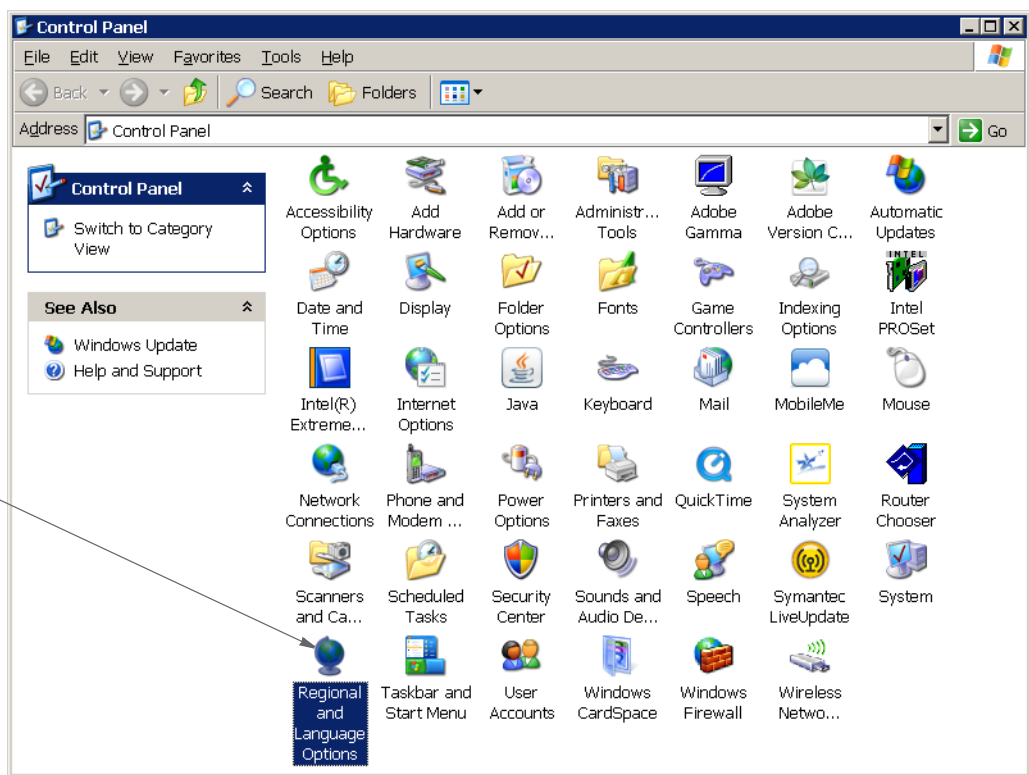 Control Panel
File Edit View Favorites Tools Help
Back Search Folders
Address Control Panel Go
Control Panel
Switch to Category
View
See Also
Windows Update
Help and Support
Accessibility
Options
Add
Hardware
Add or
Remov...
Administr...
Tools
Adobe
Gamma
Adobe
Version C...
Automatic
Updates
Date and
Time
Display
Folder
Options
Fonts
Game
Controllers
Indexing
Options
INTEL
Intel
PROSet
Intel(R)
Extreme...
Internet
Options
Java
Keyboard
Mail
MobileMe
Mouse
Network
Connections
Phone and
Modem ...
Power
Options
Printers and
Faxes
QuickTime
System
Analyzer
Router
Chooser
Scanners
and Ca...
Scheduled
Tasks
Security
Center
Sounds and
Audio De...
Speech
Symantec
LiveUpdate
System
Regional
and
Language
Options
Taskbar and
Start Menu
User
Accounts
Windows
CardSpace
Windows
Firewall
Wireless
Netwo...